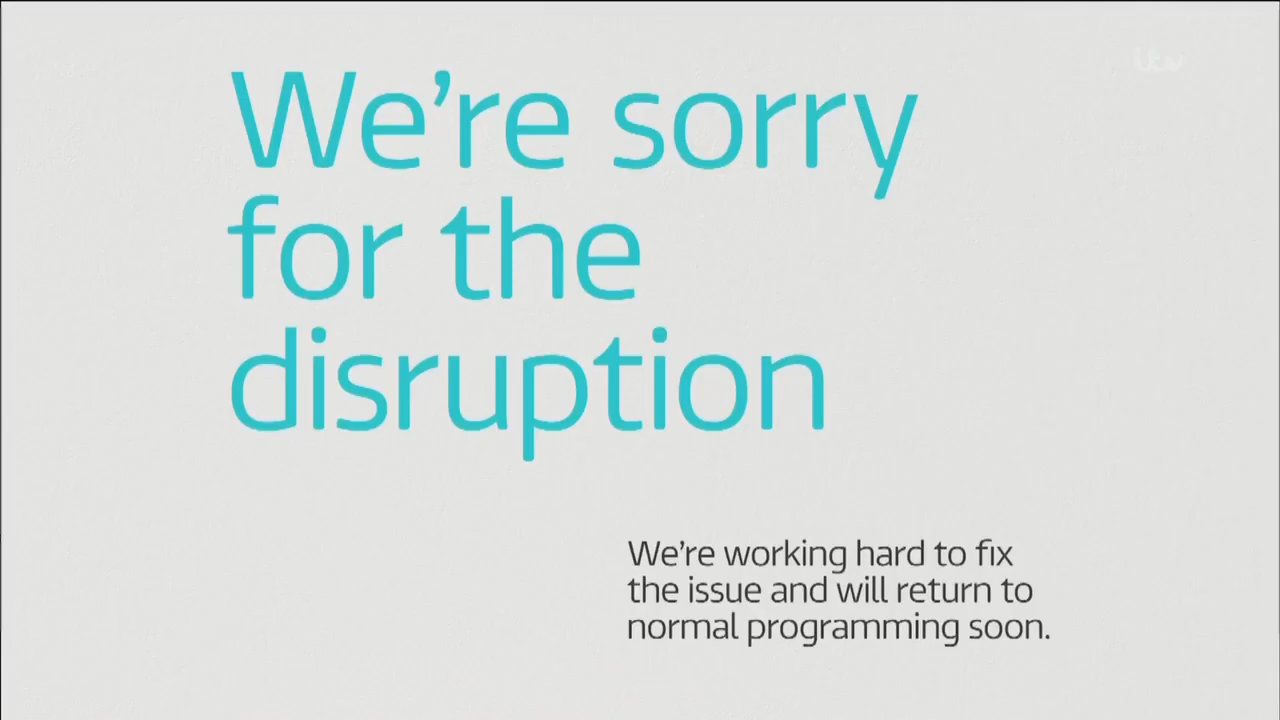 itv
We’re sorry
for the
disruption
We’re working hard to fix
the issue and will return to
normal programming soon.